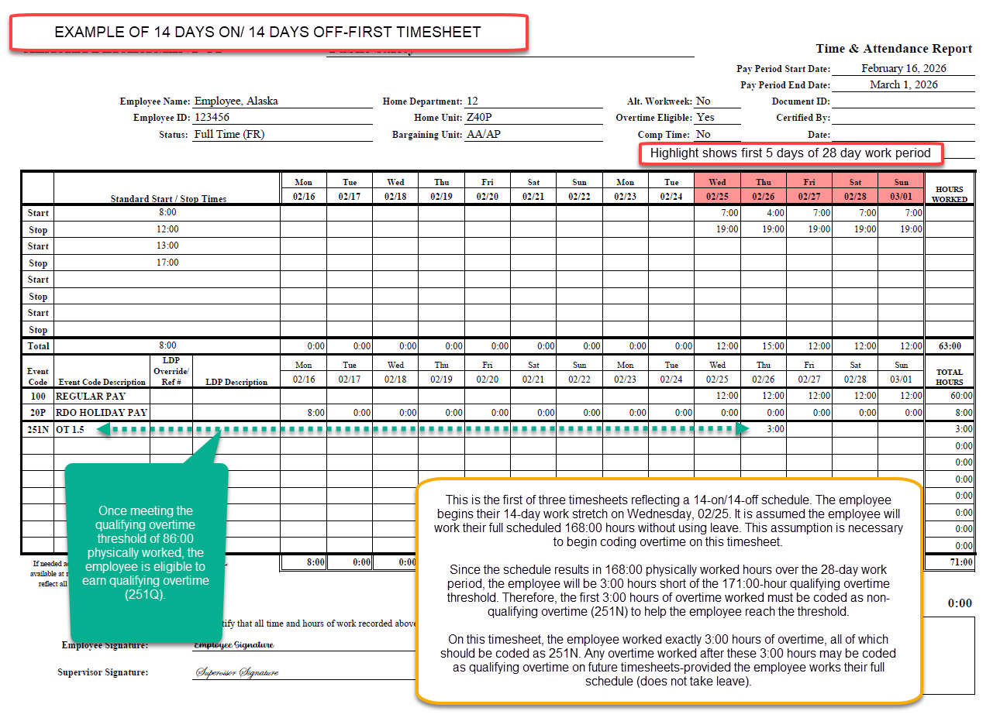 EXAMPLE OF 14 DAYS ON/ 14 DAYS OFF-FIRST TIMESHEET
Time & Attendance Report
Pay Period Start Date: February 16, 2026
Pay Period End Date: March 1, 2026
Employee Name: Employee, Alaska Home Department: 12 Alt. Workweek: No Document ID:
Employee ID: 123456 Home Unit: Z40P Overtime Eligible: Yes Certified By:
Status: Full Time (FR) Bargaining Unit: AA/AP Comp Time: No Date:
Highlight shows first 5 days of 28 day work period
Mon Tue Wed Thu Fri Sat Sun Mon Tue Wed Thu Fri Sat Sun
Standard Start / Stop Times 02/16 02/17 02/18 02/19 02/20 02/21 02/22 02/23 02/24 02/25 02/26 02/27 02/28 03/01 HOURS WORKED
Start 8:00 7:00 4:00 7:00 7:00 7:00
Stop 12:00 19:00 19:00 19:00 19:00 19:00
Start 13:00
Stop 17:00
Start
Stop
Start
Stop
Total 8:00 0:00 0:00 0:00 0:00 0:00 0:00 0:00 0:00 0:00 12:00 15:00 12:00 12:00 12:00 63:00
Event Code Event Code Description LDP Override/ Ref # LDP Description Mon Tue Wed Thu Fri Sat Sun Mon Tue Wed Thu Fri Sat Sun
02/16 02/17 02/18 02/19 02/20 02/21 02/22 02/23 02/24 02/25 02/26 02/27 02/28 03/01 TOTAL HOURS
100 REGULAR PAY 12:00 12:00 12:00 12:00 12:00 60:00
20P RDO HOLIDAY PAY 8:00 0:00 0:00 0:00 0:00 0:00 0:00 0:00 0:00 0:00 0:00 0:00 0:00 0:00 8:00
251N OT 1.5 3:00 3:00
0:00
0:00
0:00
0:00
0:00
0:00
0:00
8:00 0:00 0:00 71:00
If needed
available at
reflect all
0:00
Once meeting the
qualifying overtime
threshold of 86:00
physically worked, the
employee is eligible to
earn qualifying overtime
(251Q).
This is the first of three timesheets reflecting a 14-on/14-off schedule. The employee
begins their 14-day work stretch on Wednesday, 02/25. It is assumed the employee will
work their full scheduled 168:00 hours without using leave. This assumption is necessary
to begin coding overtime on this timesheet.
Since the schedule results in 168:00 physically worked hours over the 28-day work
period, the employee will be 3:00 hours short of the 171:00-hour qualifying overtime
threshold. Therefore, the first 3:00 hours of overtime worked must be coded as non-
qualifying overtime (251N) to help the employee reach the threshold.
On this timesheet, the employee worked exactly 3:00 hours of overtime, all of which
should be coded as 251N. Any overtime worked after these 3:00 hours may be coded
as qualifying overtime on future timesheets-provided the employee works their full
schedule (does not take leave).
that all time and hours of work recorded above
Employee Signature: Employee Signature
Supervisor Signature: Supervisor Signature